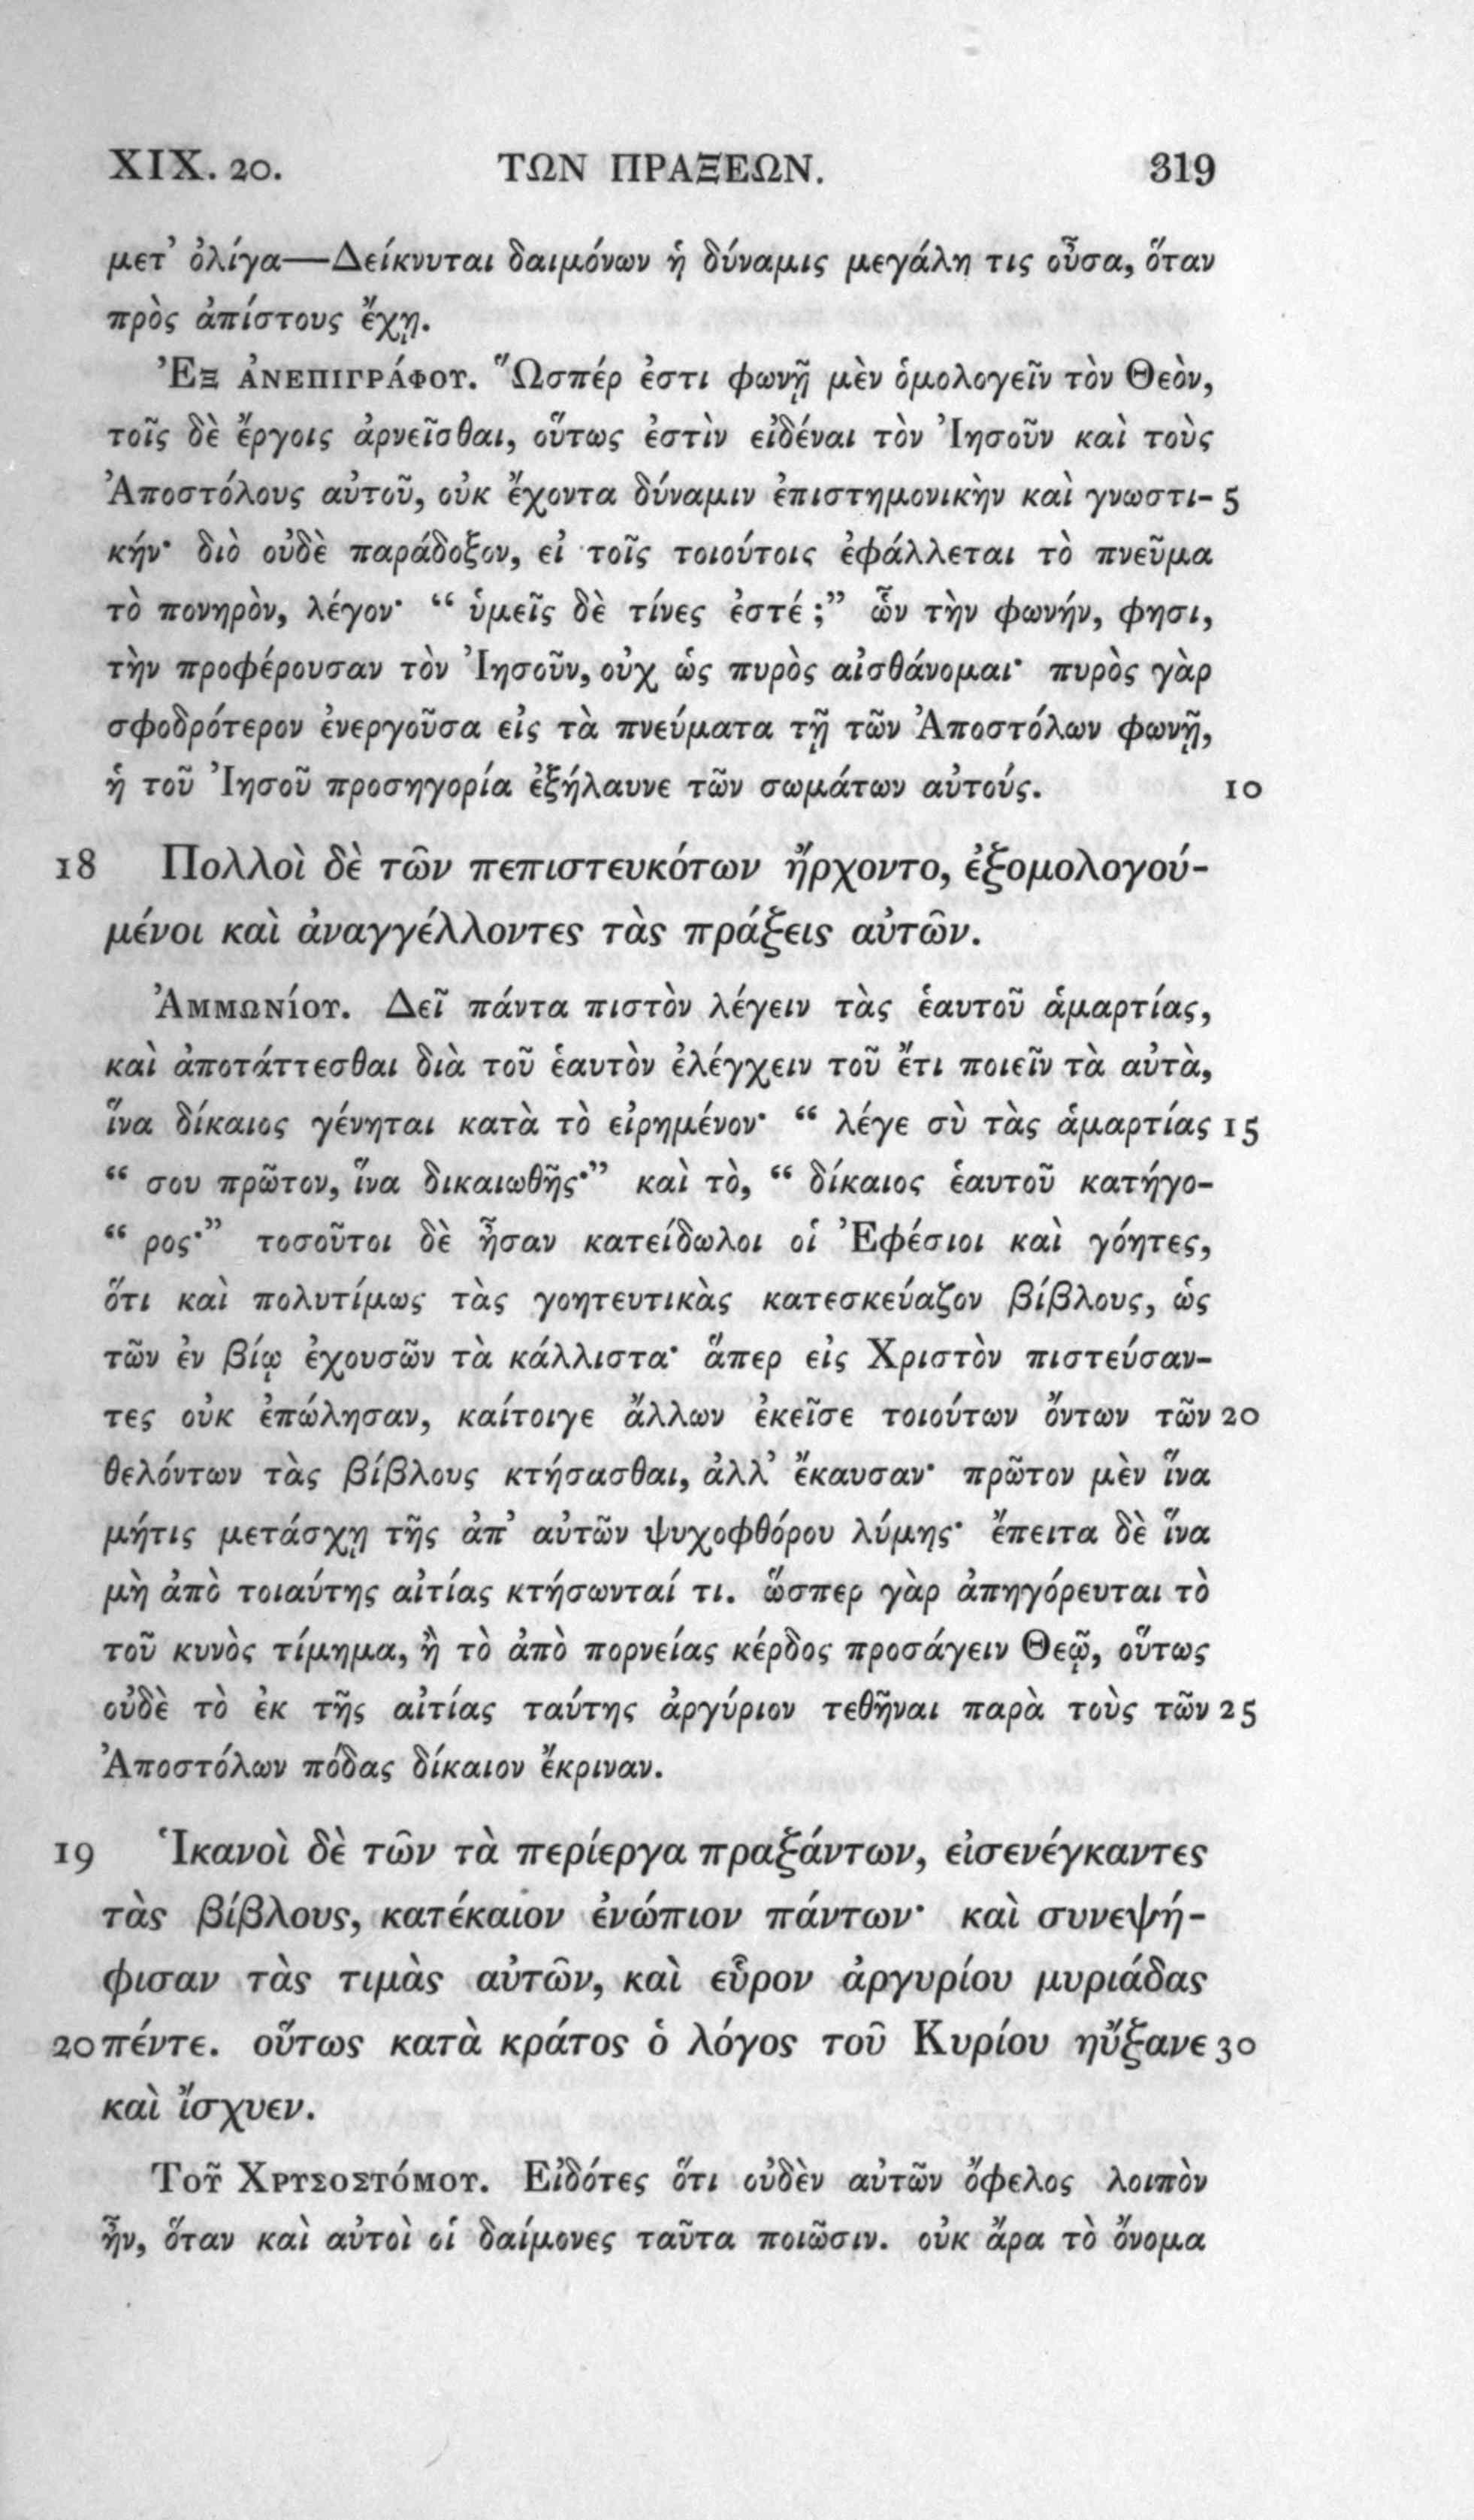 XIX. 20. ΤΩΝ ΠΡΑΞΕΩΝ. 319
μετ’ ὀλίγα—Δείκνυται δαιμόνων ἡ δύναμις μεγάλη τις οὖσα, ὅταν
πρὸς ἀπίστους ἔχῃ.
Ἐξ ἀνεπιγράφου. Ὥσπέρ ἐστι φωνῇ μὲν ὁμολογεῖν τὸν Θεὸν,
τοῖς δὲ ἔργοις ἀρνεῖσθαι, οὕτως ἐστὶν εἰδέναι τὸν Ἰησοῦν καὶ τοὺς
Ἀποστόλους αὐτοῦ, οὐκ ἔχοντα δύναμιν ἐπιστημονικὴν καὶ γνωστι- 5
κήν· διὸ οὐδὲ παράδοξον, εἰ τοῖς τοιούτοις ἐφάλλεται τὸ πνεῦμα
τὸ πονηρὸν, λέγον· “ ὑμεῖς δὲ τίνες ἐστέ ;” ὧν τὴν φωνήν, φησι,
τὴν προφέρουσαν τὸν Ἰησοῦν, οὐχ ὡς πυρὸς αἰσθάνομαι· πυρὸς γὰρ
σφοδρότερον ἐνεργοῦσα εἰς τὰ πνεύματα τῇ τῶν Ἀποστόλων φωνῇ,
ἡ τοῦ Ἰησοῦ προσηγορία ἐξήλαυνε τῶν σωμάτων αὐτούς. 10
18 Πολλοὶ δὲ τῶν πεπιστευκότων ἤρχοντο, ἐξομολογού-
μένοι καὶ ἀναγγέλλοντες τὰς πράξεις αὐτῶν.
Ἀμμωνίου. Δεῖ πάντα πιστὸν λέγειν τὰς ἑαυτοῦ ἁμαρτίας,
καὶ ἀποτάττεσθαι διὰ τοῦ ἑαυτὸν ἐλέγχειν τοῦ ἔτι ποιεῖν τὰ αὐτὰ,
ἵνα δίκαιος γένηται κατὰ τὸ εἰρημένον· “ λέγε σὺ τὰς ἁμαρτίας 15
“ σου πρῶτον, ἵνα δικαιωθῇς·” καὶ τὸ, “ δίκαιος ἑαυτοῦ κατήγο-
“ ρος·” τοσοῦτοι δὲ ἦσαν κατείδωλοι οἱ Ἐφέσιοι καὶ γόητες,
ὅτι καὶ πολυτίμως τὰς γοητευτικὰς κατεσκεύαζον βίβλους, ὡς
τῶν ἐν βίῳ ἐχουσῶν τὰ κάλλιστα· ἅπερ εἰς Χριστὸν πιστεύσαν-
τες οὐκ ἐπώλησαν, καίτοιγε ἄλλων ἐκεῖσε τοιούτων ὄντων τῶν 20
θελόντων τὰς βίβλους κτήσασθαι, ἀλλ’ ἔκαυσαν· πρῶτον μὲν ἵνα
μήτις μετάσχῃ τῆς ἀπ’ αὐτῶν ψυχοφθόρου λύμης· ἔπειτα δὲ ἵνα
μὴ ἀπὸ τοιαύτης αἰτίας κτήσωνταί τι. ὥσπερ γὰρ ἀπηγόρευται τὸ
τοῦ κυνὸς τίμημα, ἢ τὸ ἀπὸ πορνείας κέρδος προσάγειν Θεῷ, οὕτως
οὐδὲ τὸ ἐκ τῆς αἰτίας ταύτης ἀργύριον τεθῆναι παρὰ τοὺς τῶν 25
Ἀποστόλων πόδας δίκαιον ἔκριναν.
19 Ἱκανοὶ δὲ τῶν τὰ περίεργα πραξάντων, εἰσενέγκαντες
τὰς βίβλους, κατέκαιον ἐνώπιον πάντων· καὶ συνεψή-
φισαν τὰς τιμὰς αὐτῶν, καὶ εὗρον ἀργυρίου μυριάδας
20 πέντε. οὕτως κατὰ κράτος ὁ λόγος τοῦ Κυρίου ηὔξανε 30
καὶ ἴσχυεν.
Τοῦ Χρυσοστόμου. Εἰδότες ὅτι οὐδὲν αὐτῶν ὄφελος λοιπὸν
ἦν, ὅταν καὶ αὐτοὶ οἱ δαίμονες ταῦτα ποιῶσιν. οὐκ ἄρα τὸ ὄνομα